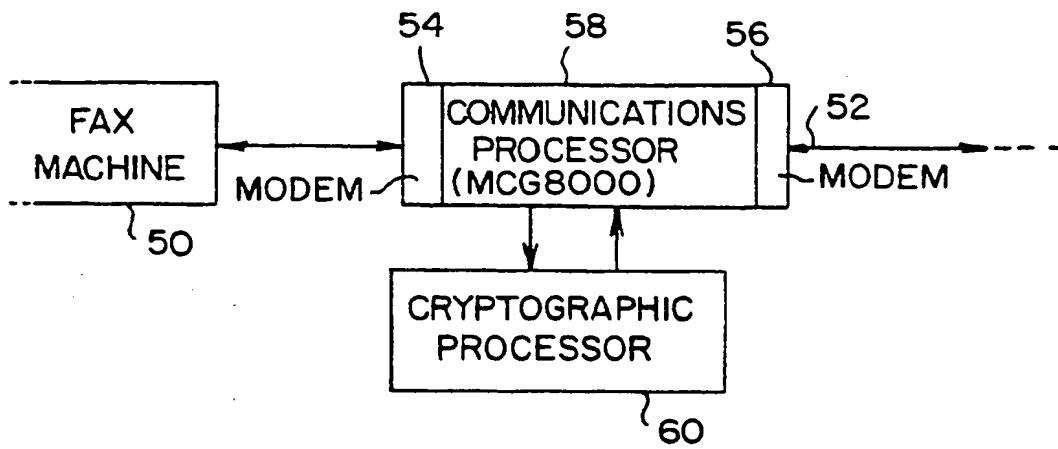 54
58
56
FAX
MACHINE
COMMUNICATIONS
PROCESSOR
(MCG8000)
52
MODEM
MODEM
50
CRYPTOGRAPHIC
PROCESSOR
60